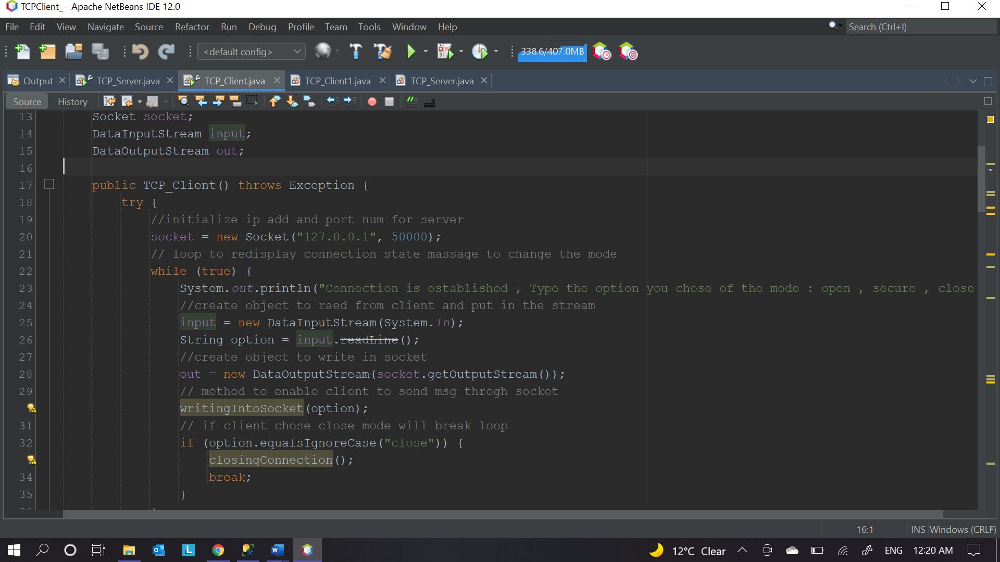 TCPClient_ - Apache NetBeans IDE 12.0
File Edit View Navigate Source Refactor Run Debug Profile Team Tools Window Help Search (Ctrl+I)
<default config> 338.6/407.0MB
Output TCP_Server.java TCP_Client.java TCP_Client1.java TCP_Server.java
Source History
13 Socket socket;
14 DataInputStream input;
15 DataOutputStream out;
16
17 public TCP_Client() throws Exception {
18 try {
19 //initialize ip add and port num for server
20 socket = new Socket("127.0.0.1", 50000);
21 // loop to redisplay connection state massage to change the mode
22 while (true) {
23 System.out.println("Connection is established , Type the option you chose of the mode : open , secure , close
24 //create object to raed from client and put in the stream
25 input = new DataInputStream(System.in);
26 String option = input.readLine();
27 //create object to write in socket
28 out = new DataOutputStream(socket.getOutputStream());
29 // method to enable client to send msg throgh socket
writingIntoSocket(option);
31 // if client chose close mode will break loop
32 if (option.equalsIgnoreCase("close")) {
closingConnection();
34 break;
35 }
16:1 INS Windows (CRLF)
12°C Clear ENG 12:20 AM